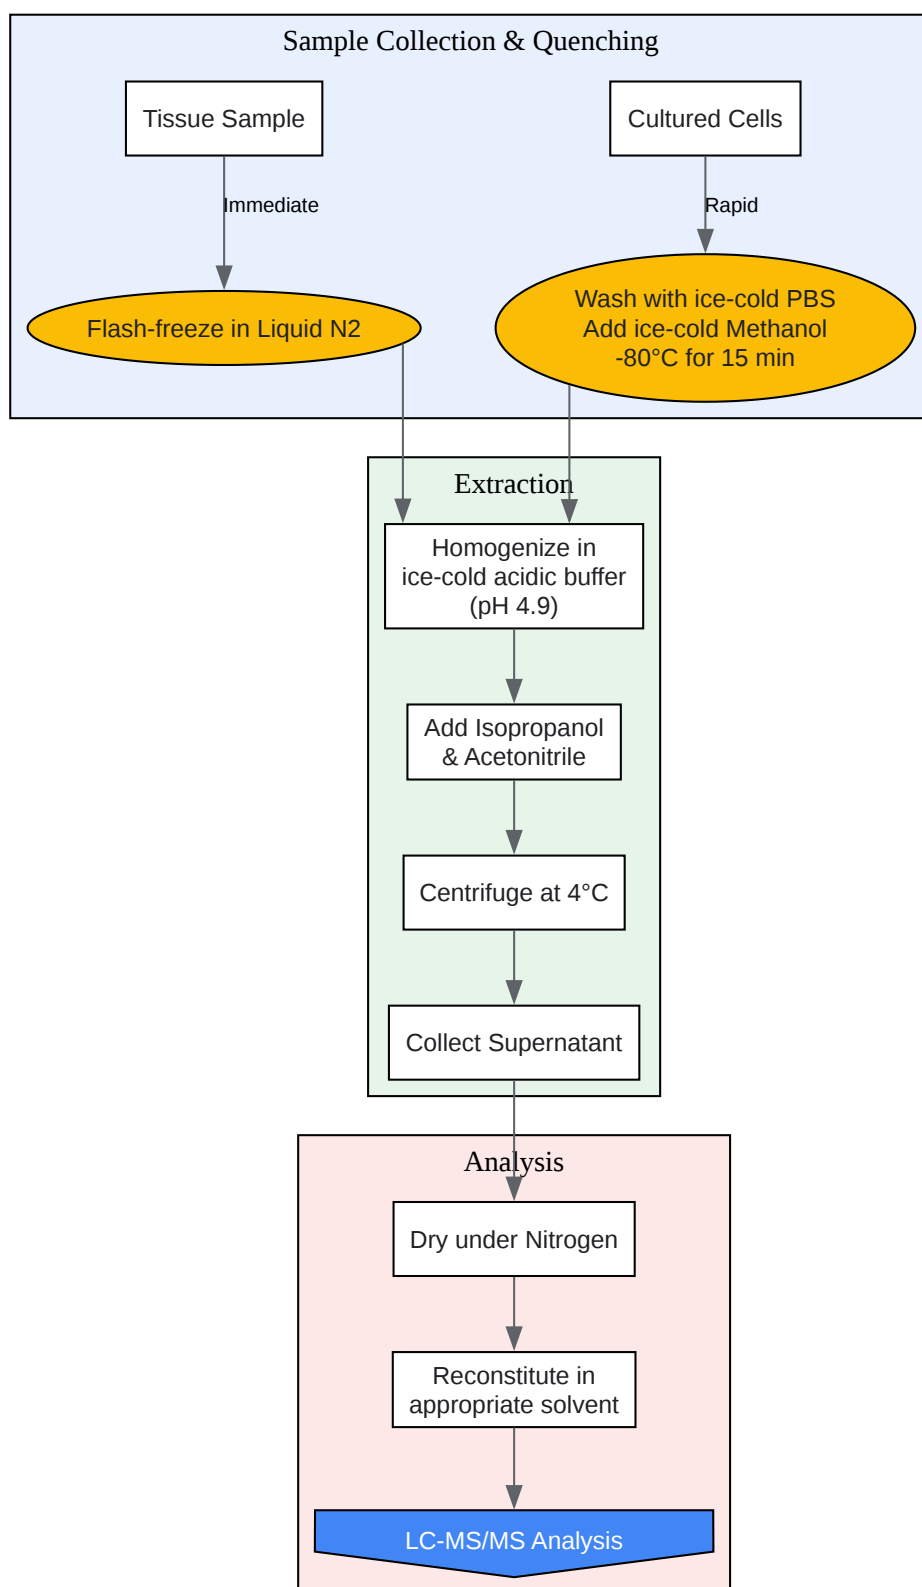 Sample Collection & Quenching
Tissue Sample
Cultured Cells
Immediate
Rapid
Flash-freeze in Liquid N2
Wash with ice-cold PBS
Add ice-cold Methanol
-80°C for 15 min
Extraction
Homogenize in
ice-cold acidic buffer
(pH 4.9)
Add Isopropanol
& Acetonitrile
Centrifuge at 4°C
Collect Supernatant
Analysis
Dry under Nitrogen
Reconstitute in
appropriate solvent
LC-MS/MS Analysis